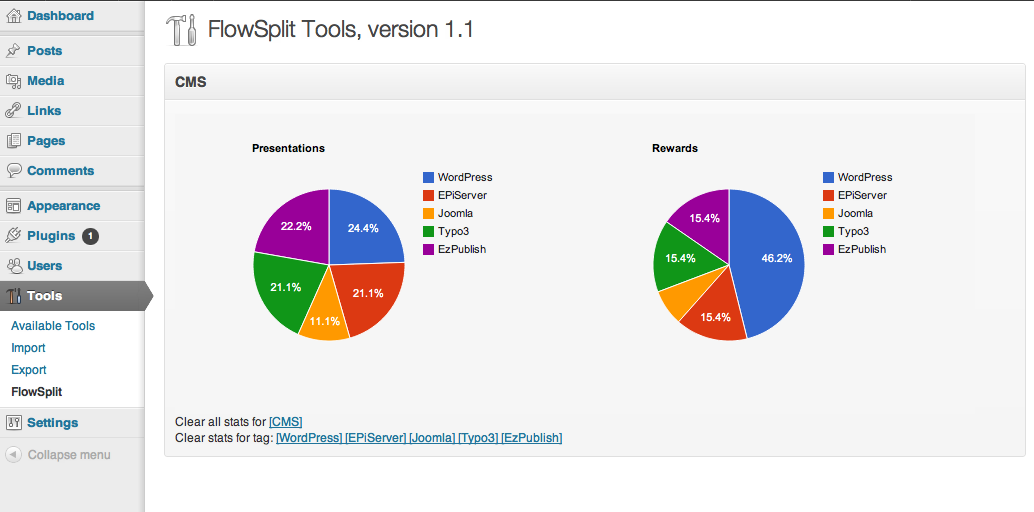 Dashboard
Posts
Media
Links
Pages
Comments
Appearance
Plugins 1
Users
Tools
Available Tools
Import
Export
FlowSplit
Settings
Collapse menu
FlowSplit Tools, version 1.1
CMS
Presentations
WordPress
EPiServer
Joomla
Typo3
EzPublish
22.2%
24.4%
21.1%
21.1%
11.1%
Rewards
WordPress
EPiServer
Joomla
Typo3
EzPublish
15.4%
15.4%
46.2%
15.4%
Clear all stats for [CMS]
Clear stats for tag: [WordPress] [EPiServer] [Joomla] [Typo3] [EzPublish]